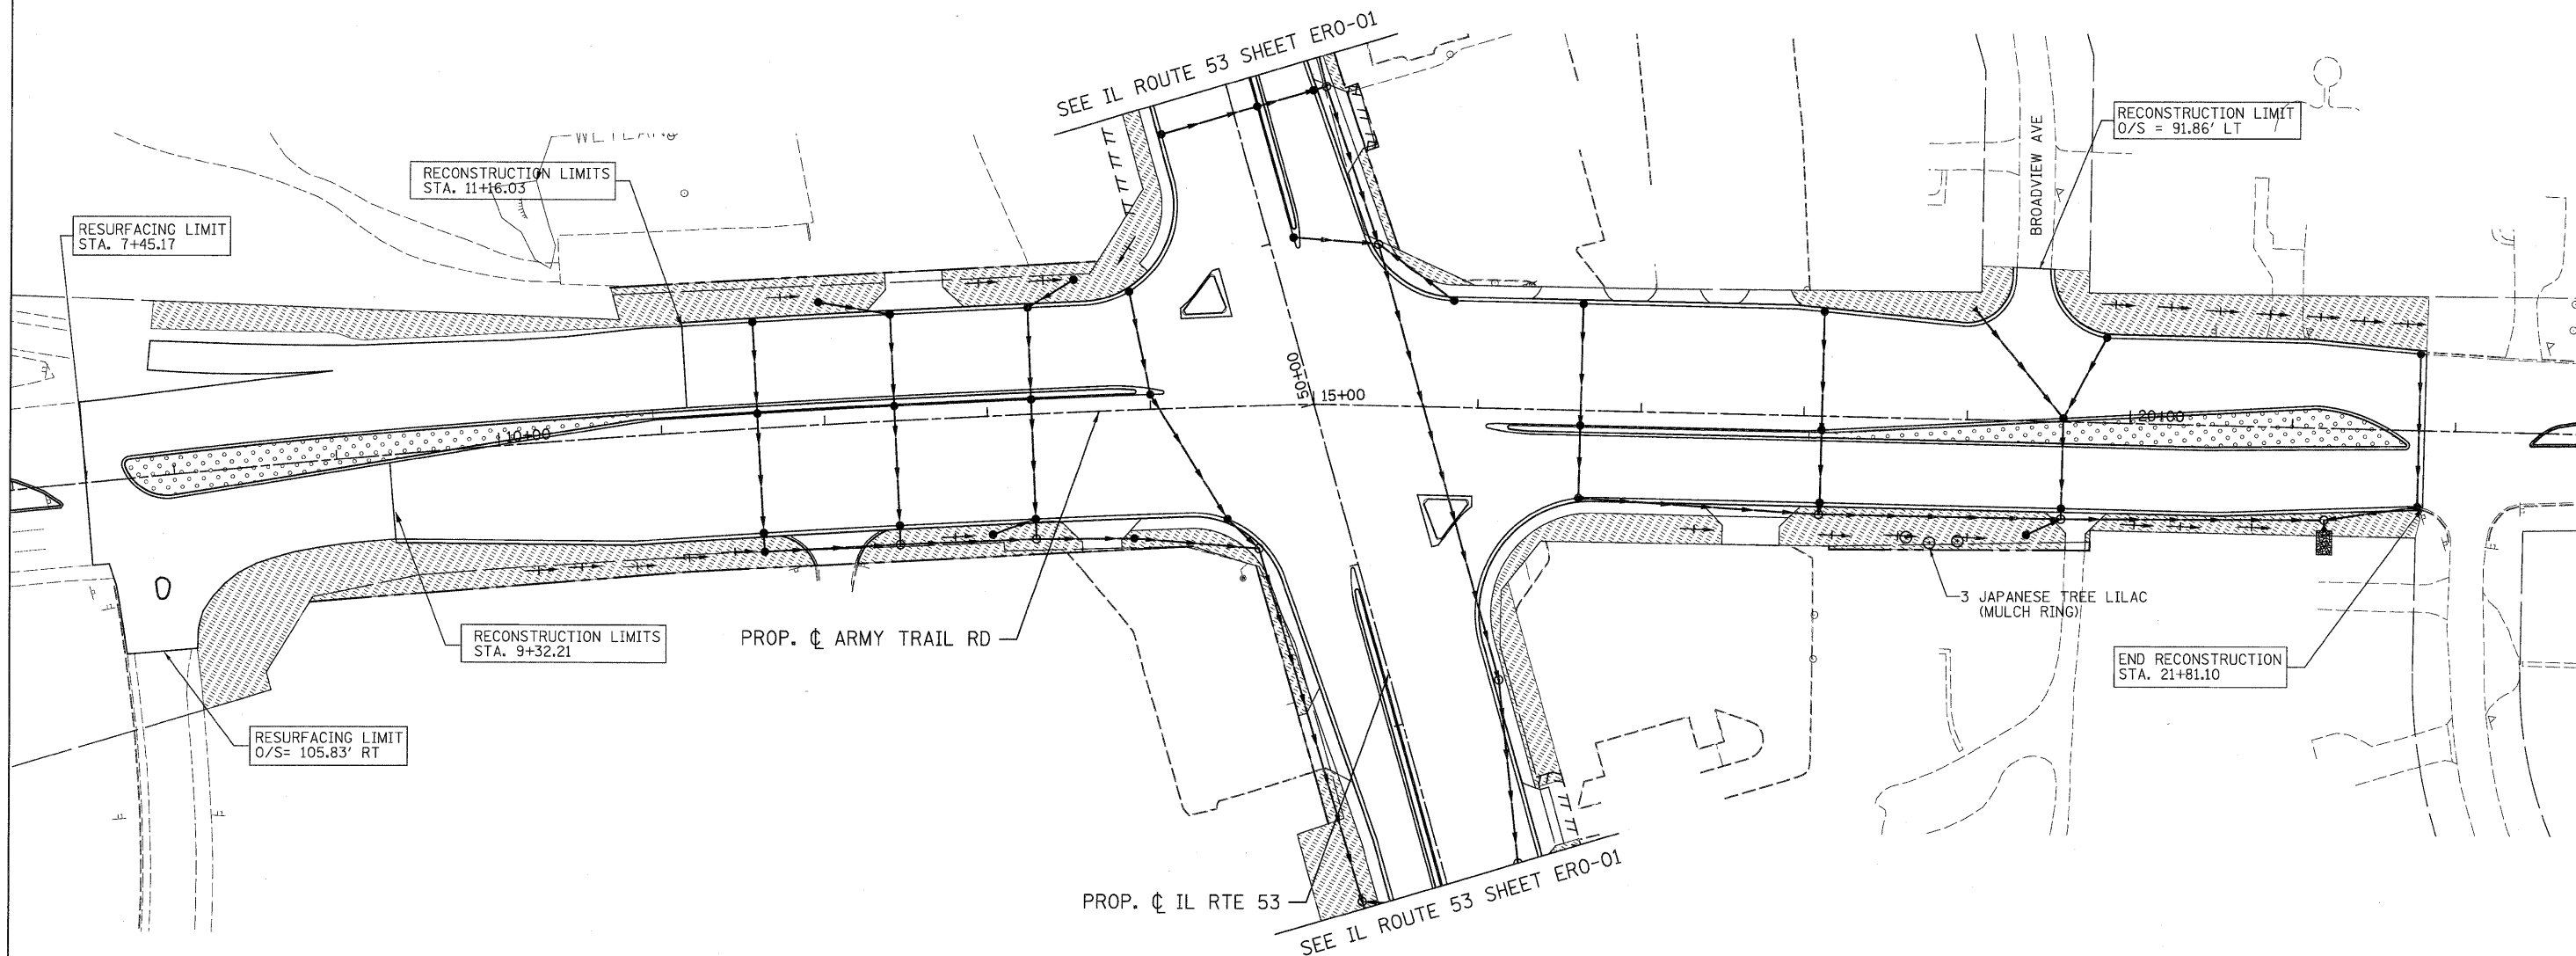 SEE IL ROUTE 53 SHEET ERO-01
WETLAND
RECONSTRUCTION LIMITS
STA. 11+16.03
RESURFACING LIMIT
STA. 7+45.17
RECONSTRUCTION LIMIT
O/S = 91.86' LT
BROADVIEW AVE
50+00
15+00
10+00
20+00
3 JAPANESE TREE LILAC
(MULCH RING)
RECONSTRUCTION LIMITS
STA. 9+32.21
PROP. ℄ ARMY TRAIL RD
END RECONSTRUCTION
STA. 21+81.10
RESURFACING LIMIT
O/S= 105.83' RT
PROP. ℄ IL RTE 53
SEE IL ROUTE 53 SHEET ERO-01